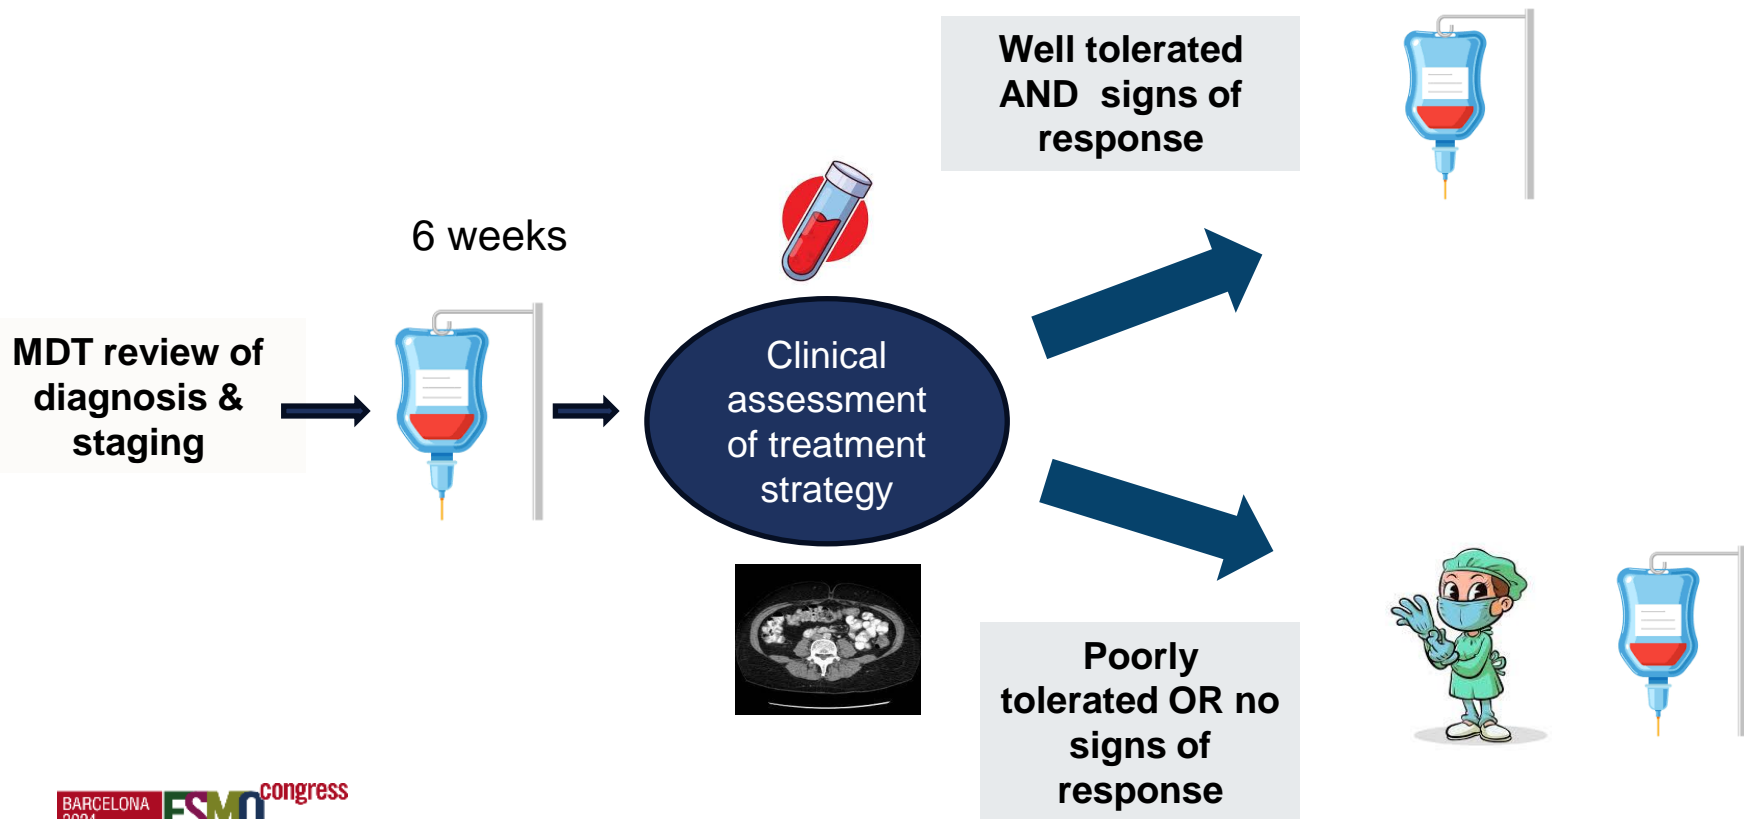 Well tolerated
AND signs of
response
6 weeks
MDT review of
diagnosis &
staging
Clinical
assessment
of treatment
strategy
Poorly
tolerated OR no
signs of
response
BARCELONA
2024
ESMO congress